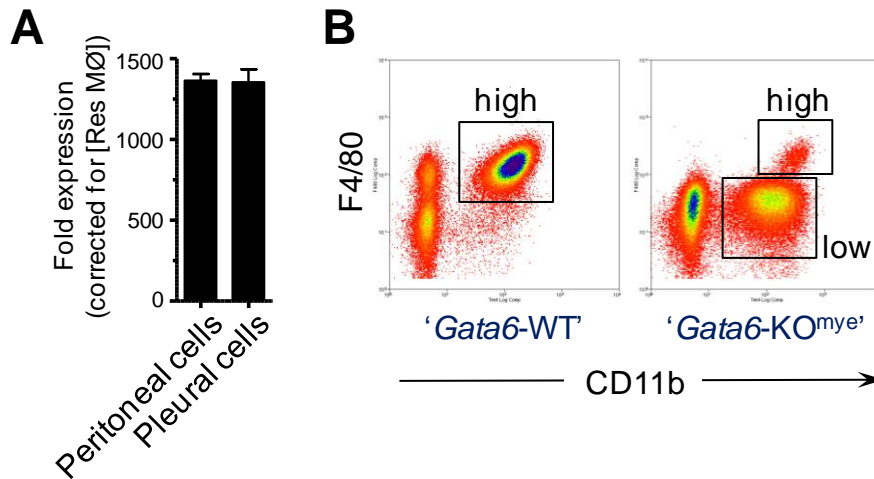 A
Fold expression
(corrected for [Res MØ])
1500
1000
500
0
Peritoneal cells
Pleural cells
B
F4/80
high
'Gata6-WT'
high
low
'Gata6-KOmye'
CD11b